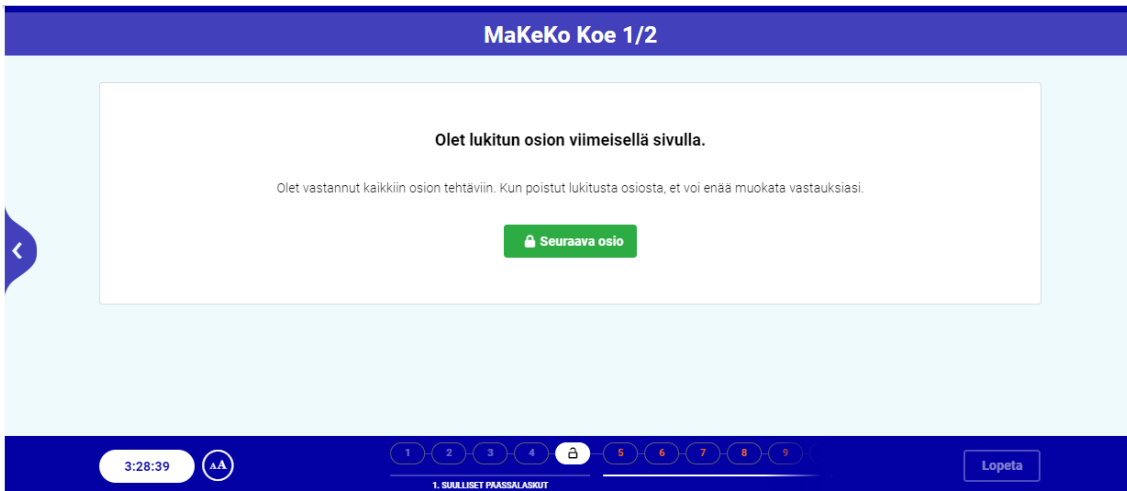 MaKeKo Koe 1/2
Olet lukitun osion viimeisellä sivulla.
Olet vastannut kaikkiin osion tehtäviin. Kun poistut lukitusta osiosta, et voi enää muokata vastauksiasi.
Seuraava osio
3:28:39 AA 1 2 3 4 5 6 7 8 9 Lopeta
1. SUULLISET PÄÄSSÄLASKUT